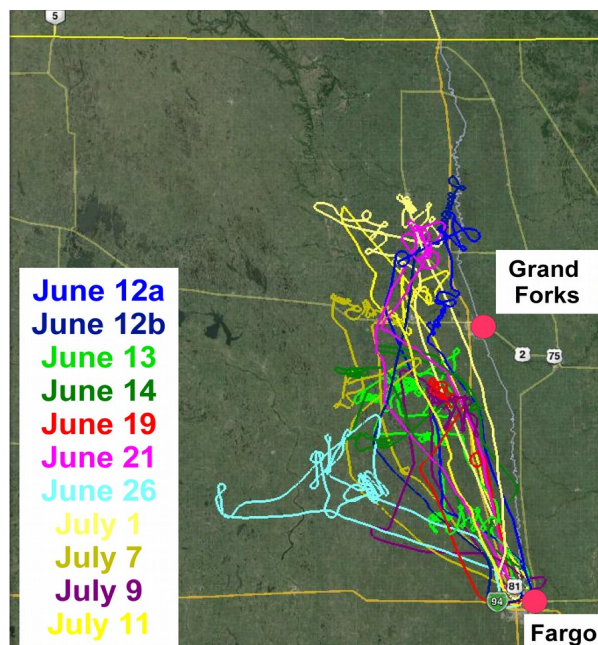 5
Grand
Forks
2
75
June 12a
June 12b
June 13
June 14
June 19
June 21
June 26
July 1
July 7
July 9
July 11
81
94
Fargo